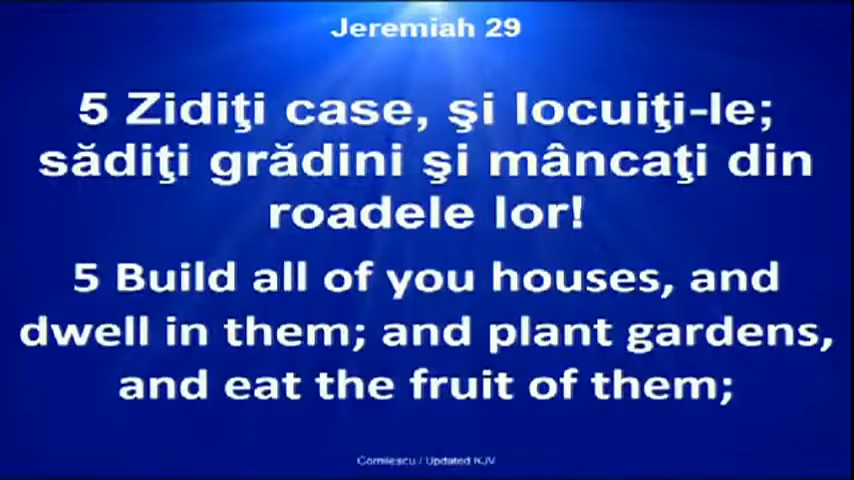 Jeremiah 29
5 Zidiţi case, şi locuiţi-le;
sădiţi grădini şi mâncaţi din
roadele lor!
5 Build all of you houses, and
dwell in them; and plant gardens,
and eat the fruit of them;
Cornilescu / Updated KJV